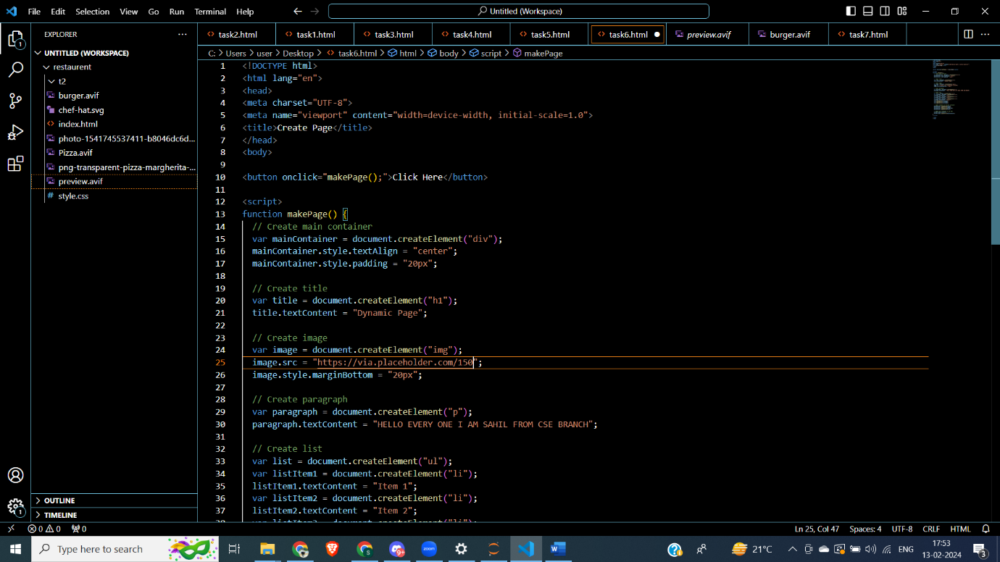 File Edit Selection View Go Run Terminal Help
Untitled (Workspace)
EXPLORER
task2.html task1.html task3.html task4.html task5.html task6.html preview.avif burger.avif task7.html
C: > Users > user > Desktop > task6.html > html > body > script > makePage
UNTITLED (WORKSPACE)
restaurent
t2
burger.avif
chef-hat.svg
index.html
photo-1541745537411-b8046dc6d...
Pizza.avif
png-transparent-pizza-margherita-...
preview.avif
style.css
OUTLINE
TIMELINE
1 <!DOCTYPE html>
2 <html lang="en">
3 <head>
4 <meta charset="UTF-8">
5 <meta name="viewport" content="width=device-width, initial-scale=1.0">
6 <title>Create Page</title>
7 </head>
8 <body>
9
10 <button onclick="makePage();">Click Here</button>
11
12 <script>
13 function makePage() {
14 // Create main container
15 var mainContainer = document.createElement("div");
16 mainContainer.style.textAlign = "center";
17 mainContainer.style.padding = "20px";
18
19 // Create title
20 var title = document.createElement("h1");
21 title.textContent = "Dynamic Page";
22
23 // Create image
24 var image = document.createElement("img");
25 image.src = "https://via.placeholder.com/150";
26 image.style.marginBottom = "20px";
27
28 // Create paragraph
29 var paragraph = document.createElement("p");
30 paragraph.textContent = "HELLO EVERY ONE I AM SAHIL FROM CSE BRANCH";
31
32 // Create list
33 var list = document.createElement("ul");
34 var listItem1 = document.createElement("li");
35 listItem1.textContent = "Item 1";
36 var listItem2 = document.createElement("li");
37 listItem2.textContent = "Item 2";
0 0 0
Ln 25, Col 47 Spaces: 4 UTF-8 CRLF HTML
Type here to search
zoom
21°C
ENG
17:53
13-02-2024